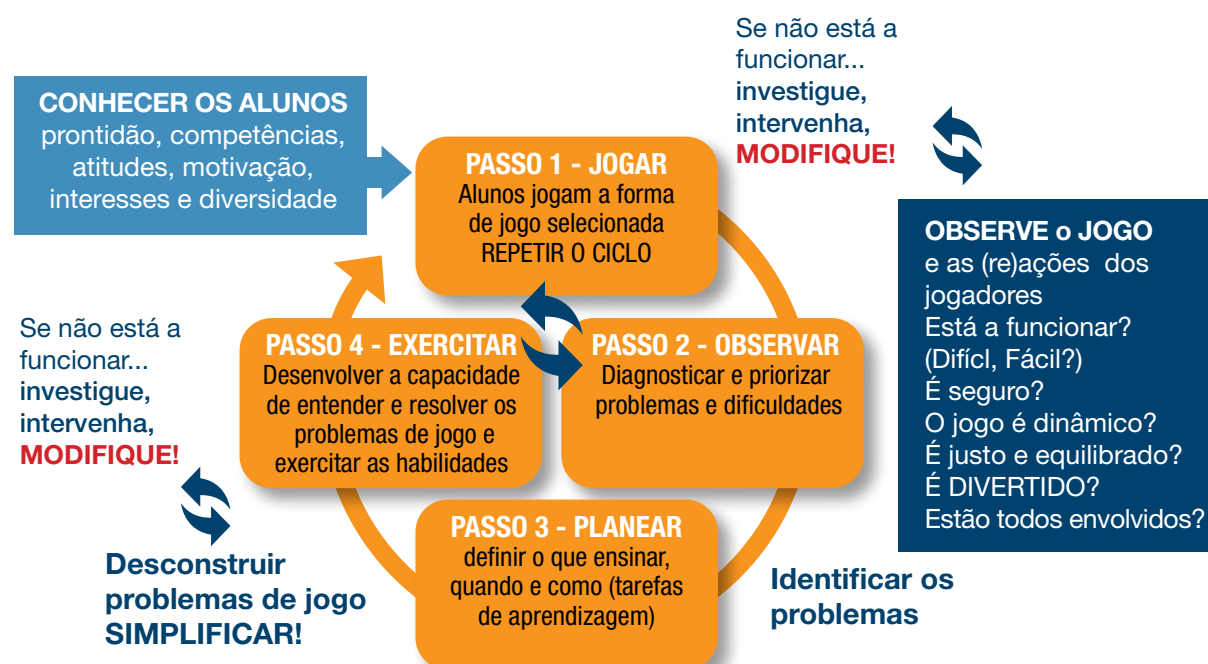 CONHECER OS ALUNOS
prontidão, competências,
atitudes, motivação,
interesses e diversidade
PASSO 1 - JOGAR
Alunos jogam a forma
de jogo selecionada
REPETIR O CICLO
Se não está a
funcionar...
investigue,
intervenha,
MODIFIQUE!
OBSERVE o JOGO
e as (re)ações dos
jogadores
Está a funcionar?
(Difícl, Fácil?)
É seguro?
O jogo é dinâmico?
É justo e equilibrado?
É DIVERTIDO?
Estão todos envolvidos?
PASSO 2 - OBSERVAR
Diagnosticar e priorizar
problemas e dificuldades
Identificar os
problemas
PASSO 3 - PLANEAR
definir o que ensinar,
quando e como (tarefas
de aprendizagem)
Desconstruir
problemas de jogo
SIMPLIFICAR!
PASSO 4 - EXERCITAR
Desenvolver a capacidade
de entender e resolver os
problemas de jogo e
exercitar as habilidades
Se não está a
funcionar...
investigue,
intervenha,
MODIFIQUE!